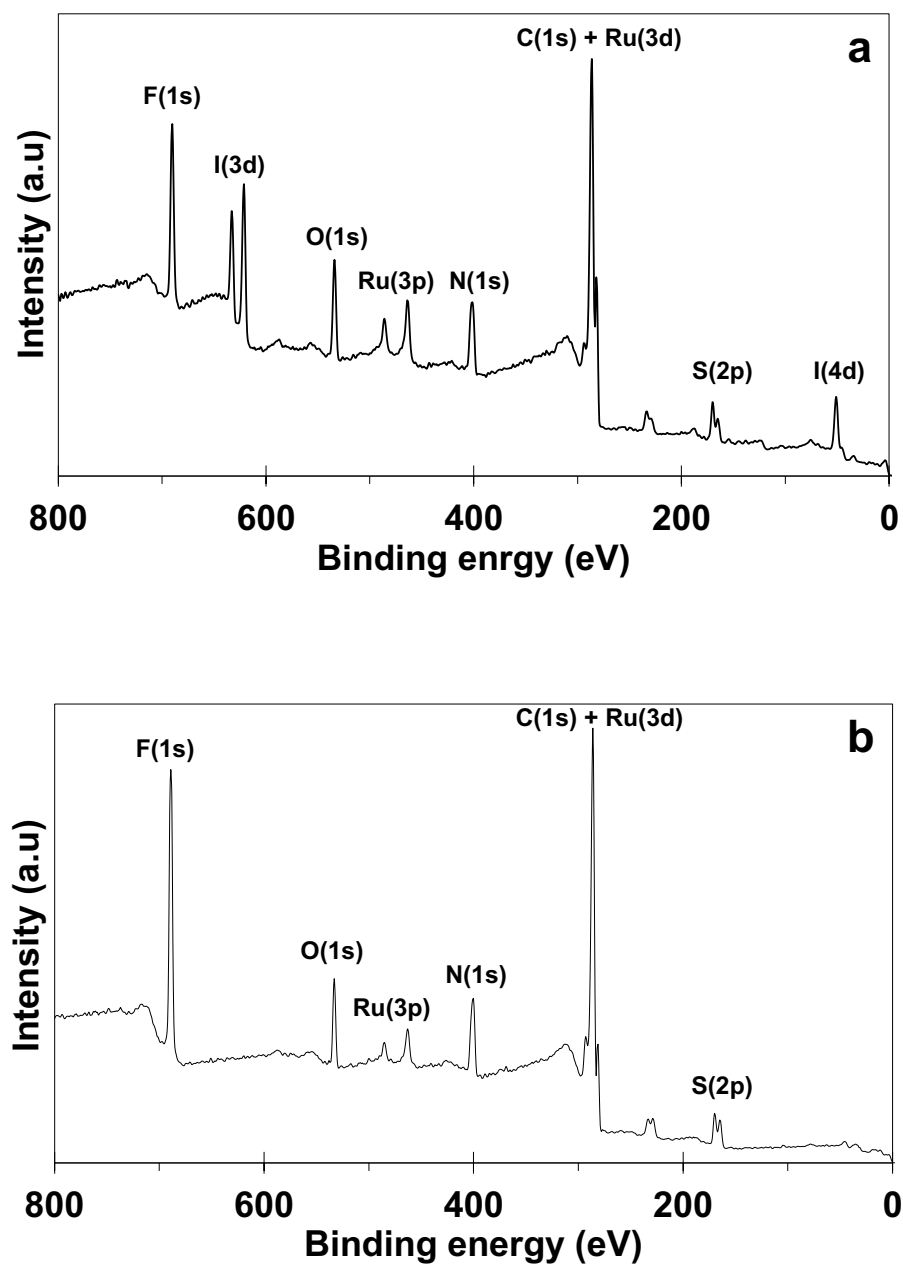 C(1s) + Ru(3d)
a
F(1s)
I(3d)
O(1s)
Ru(3p)
N(1s)
S(2p)
I(4d)
Intensity (a.u)
800
600
400
200
0
Binding enrgy (eV)
C(1s) + Ru(3d)
b
F(1s)
O(1s)
N(1s)
Ru(3p)
S(2p)
Intensity (a.u)
800
600
400
200
0
Binding energy (eV)